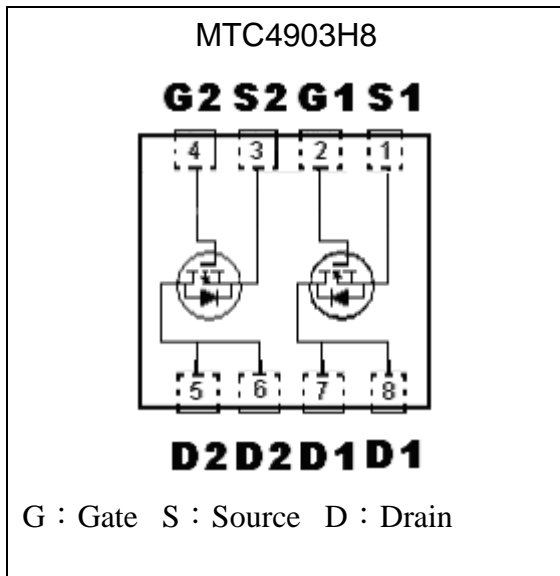 MTC4903H8
G2 S2 G1 S1
4 3 2 1
5 6 7 8
D2 D2 D1 D1
G：Gate S：Source D：Drain